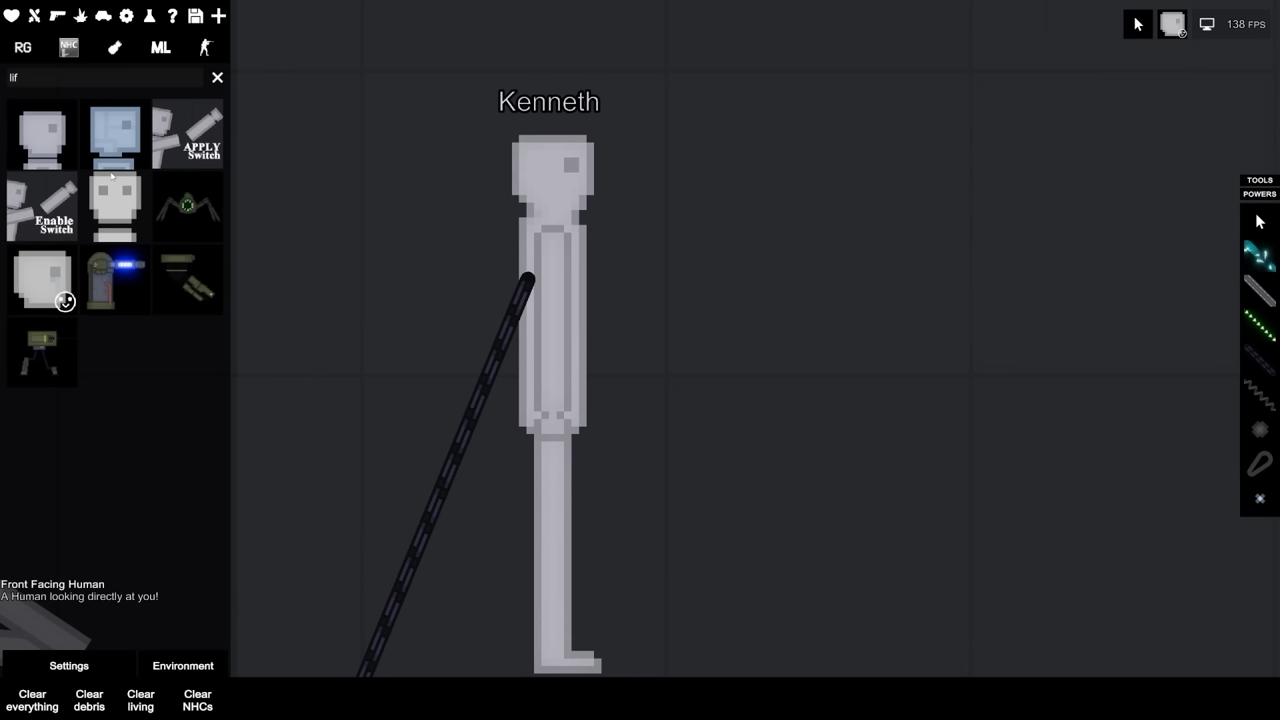 138 FPS
RG NHC ML
lif
Kenneth
APPLY
Switch
Enable
Switch
TOOLS
POWERS
Front Facing Human
A Human looking directly at you!
Settings Environment
Clear everything Clear debris Clear living Clear NHCs